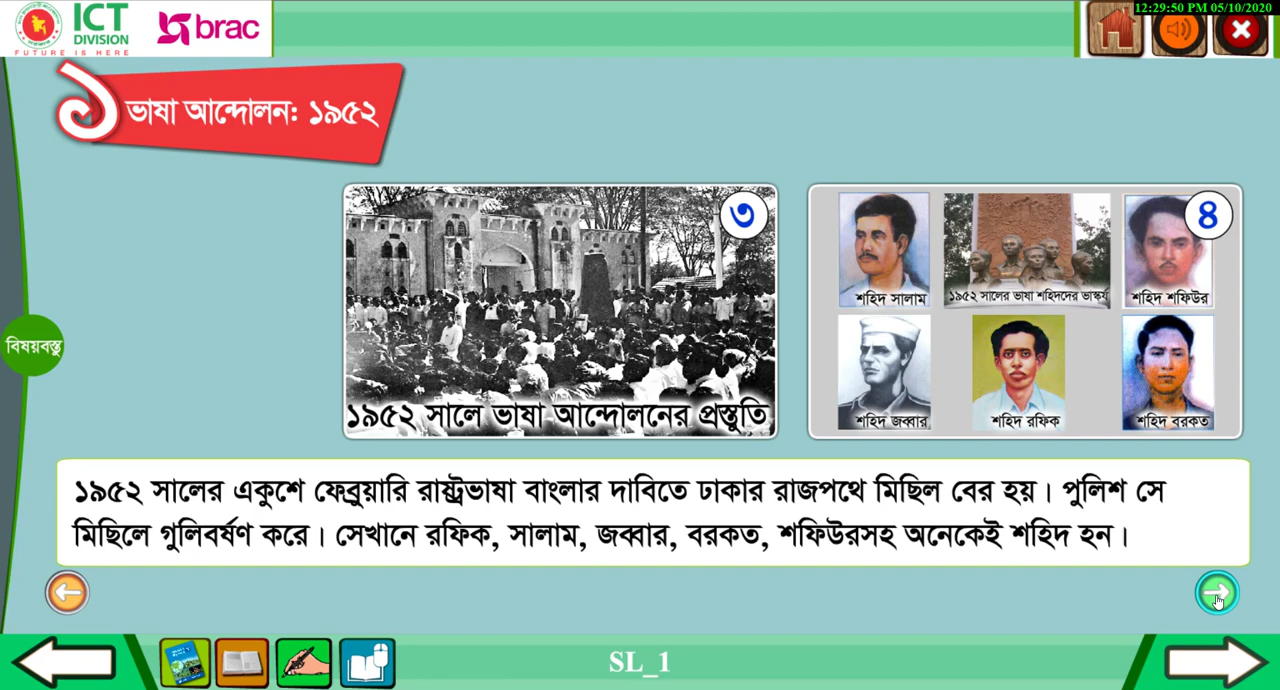 12:29:50 PM 05/10/2020
ICT
DIVISION
FUTURE IS HERE
brac
১ ভাষা আন্দোলন: ১৯৫২
৩
৪
শহিদ সালাম
১৯৫২ সালের ভাষা শহিদদের ভাস্কর্য
শহিদ শফিউর
বিষয়বস্তু
১৯৫২ সালে ভাষা আন্দোলনের প্রস্তুতি
শহিদ জব্বার
শহিদ রফিক
শহিদ বরকত
১৯৫২ সালের একুশে ফেব্রুয়ারি রাষ্ট্রভাষা বাংলার দাবিতে ঢাকার রাজপথে মিছিল বের হয়। পুলিশ সে
মিছিলে গুলিবর্ষণ করে। সেখানে রফিক, সালাম, জব্বার, বরকত, শফিউরসহ অনেকেই শহিদ হন।
SL_1